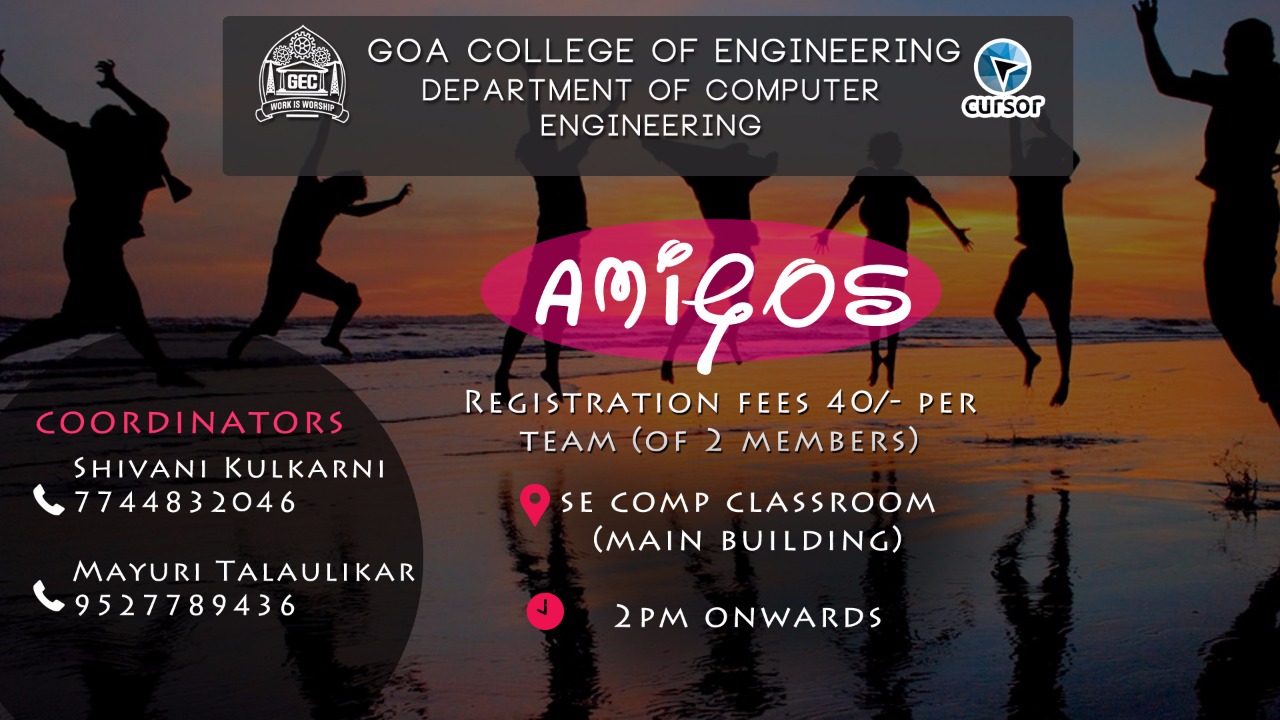 GEC
WORK IS WORSHIP
GOA COLLEGE OF ENGINEERING
DEPARTMENT OF COMPUTER
ENGINEERING
cursor
AMIGOS
REGISTRATION FEES 40/- PER
TEAM (OF 2 MEMBERS)
SE COMP CLASSROOM
(MAIN BUILDING)
2PM ONWARDS
COORDINATORS
SHIVANI KULKARNI
7744832046
MAYURI TALAULIKAR
9527789436